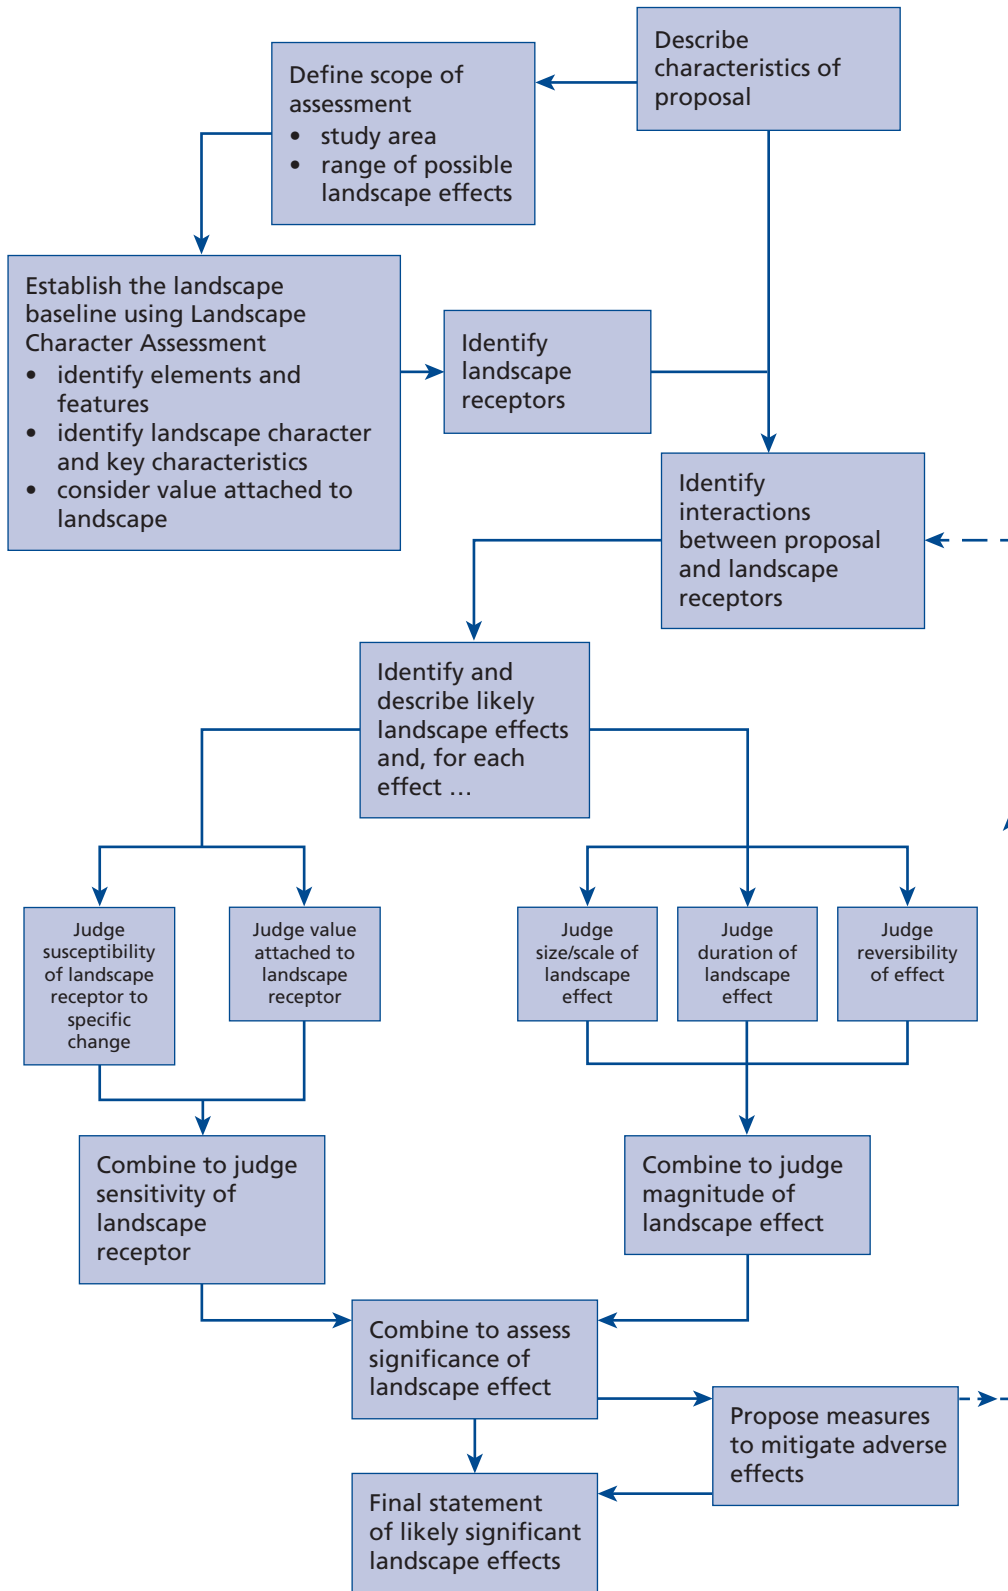 Describe
characteristics of
proposal
Define scope of
assessment
• study area
• range of possible
landscape effects
Establish the landscape
baseline using Landscape
Character Assessment
• identify elements and
features
• identify landscape character
and key characteristics
• consider value attached to
landscape
Identify
landscape
receptors
Identify
interactions
between proposal
and landscape
receptors
Identify and
describe likely
landscape effects
and, for each
effect …
Judge
susceptibility
of landscape
receptor to
specific
change
Judge value
attached to
landscape
receptor
Judge
size/scale of
landscape
effect
Judge
duration of
landscape
effect
Judge
reversibility
of effect
Combine to judge
sensitivity of
landscape
receptor
Combine to judge
magnitude of
landscape effect
Combine to assess
significance of
landscape effect
Propose measures
to mitigate adverse
effects
Final statement
of likely significant
landscape effects